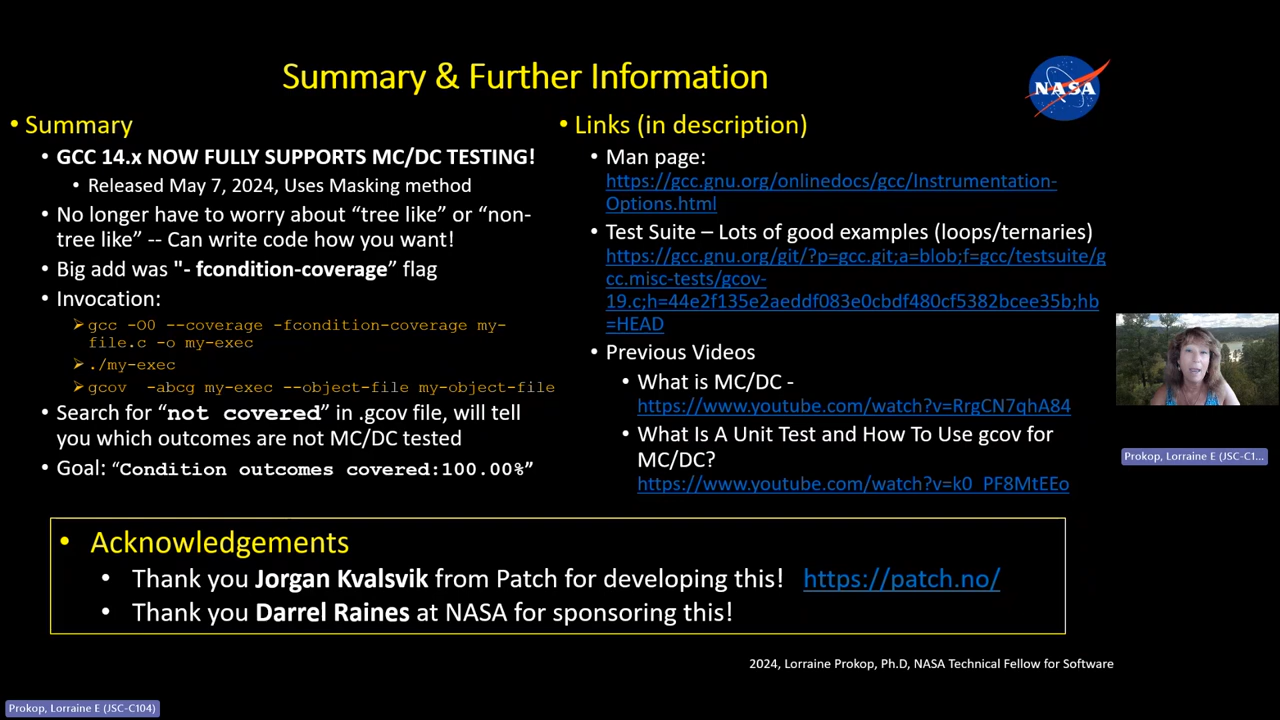 Summary & Further Information
NASA
• Summary
• GCC 14.x NOW FULLY SUPPORTS MC/DC TESTING!
• Released May 7, 2024, Uses Masking method
• No longer have to worry about “tree like” or “non-
tree like” -- Can write code how you want!
• Big add was "- fcondition-coverage” flag
• Invocation:
➢ gcc -O0 --coverage -fcondition-coverage my-
file.c -o my-exec
➢ ./my-exec
➢ gcov -abcg my-exec --object-file my-object-file
• Search for “not covered” in .gcov file, will tell
you which outcomes are not MC/DC tested
• Goal: “Condition outcomes covered:100.00%”
• Links (in description)
• Man page:
https://gcc.gnu.org/onlinedocs/gcc/Instrumentation-
Options.html
• Test Suite – Lots of good examples (loops/ternaries)
https://gcc.gnu.org/git/?p=gcc.git;a=blob;f=gcc/testsuite/g
cc.misc-tests/gcov-
19.c;h=44e2f135e2aeddf083e0cbdf480cf5382bcee35b;hb
=HEAD
• Previous Videos
• What is MC/DC -
https://www.youtube.com/watch?v=RrgCN7qhA84
• What Is A Unit Test and How To Use gcov for
MC/DC?
https://www.youtube.com/watch?v=k0_PF8MtEEo
Prokop, Lorraine E (JSC-C1...
• Acknowledgements
• Thank you Jorgan Kvalsvik from Patch for developing this! https://patch.no/
• Thank you Darrel Raines at NASA for sponsoring this!
2024, Lorraine Prokop, Ph.D, NASA Technical Fellow for Software
Prokop, Lorraine E (JSC-C104)